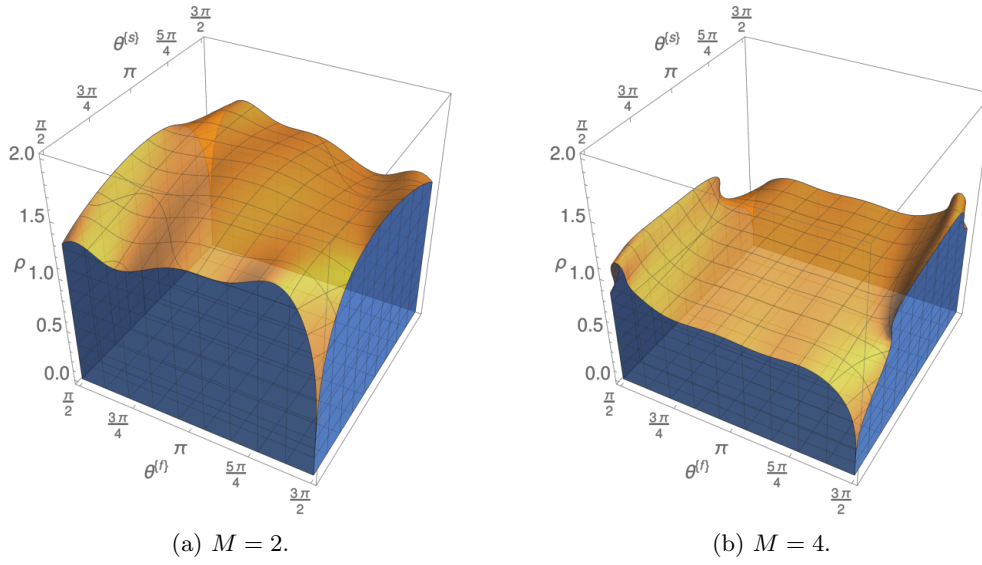 3π/2
θ^{s}
5π/4
π
3π/4
π/2
2.0
1.5
ρ
1.0
0.5
0.0
π/2
3π/4
π
θ^{f}
5π/4
3π/2
(a) M = 2.
3π/2
θ^{s}
5π/4
π
3π/4
π/2
2.0
1.5
ρ
1.0
0.5
0.0
π/2
3π/4
π
θ^{f}
5π/4
3π/2
(b) M = 4.